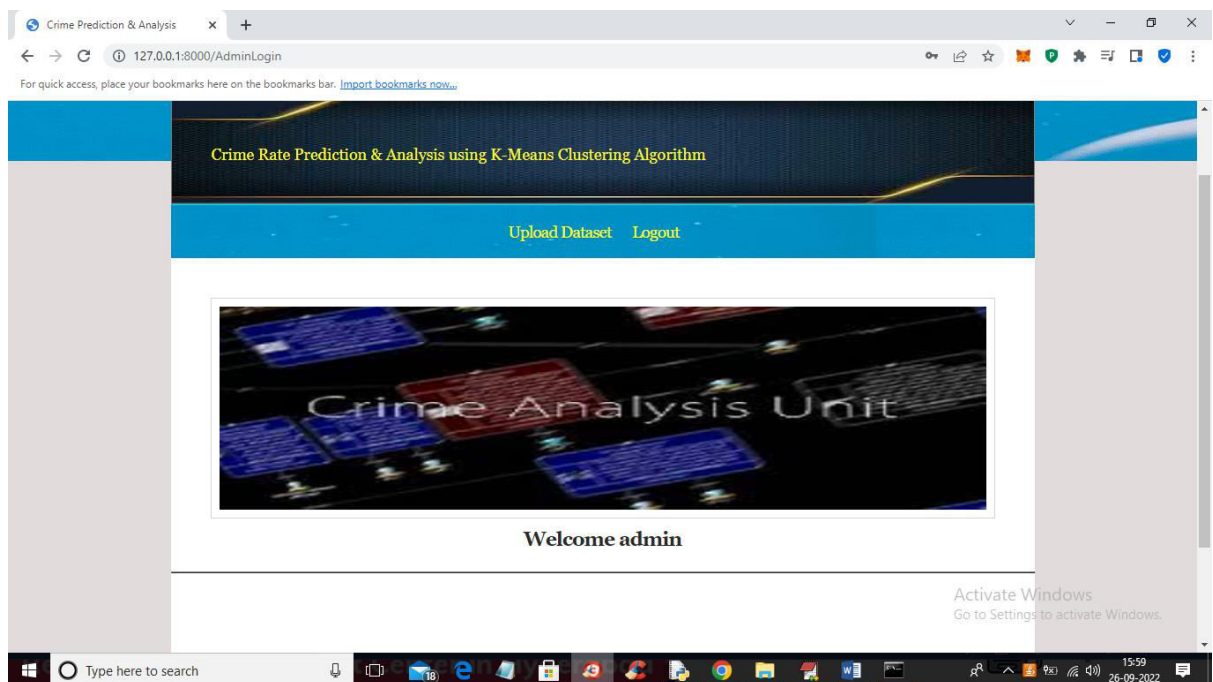 Crime Prediction & Analysis
127.0.0.1:8000/AdminLogin
For quick access, place your bookmarks here on the bookmarks bar. Import bookmarks now...
Crime Rate Prediction & Analysis using K-Means Clustering Algorithm
Upload Dataset Logout
Crime Analysis Unit
Welcome admin
Activate Windows
Go to Settings to activate Windows.
Type here to search
18
15:59
26-09-2022